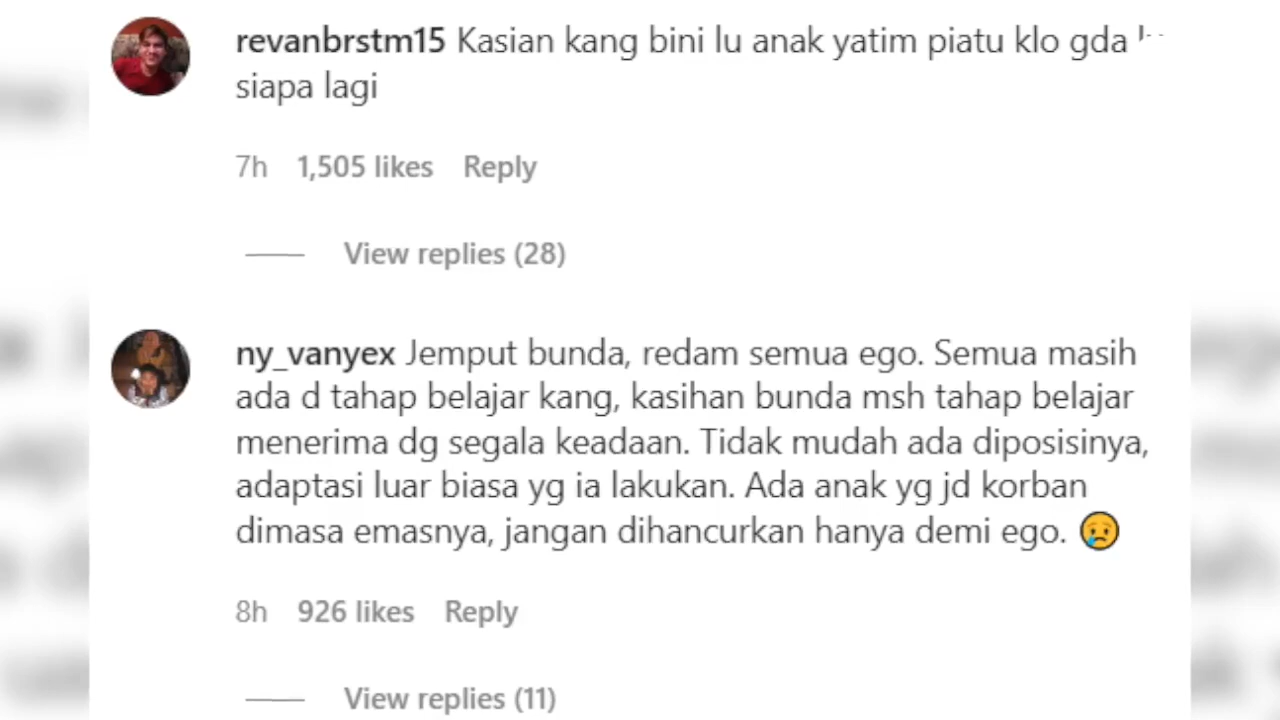 revanbrstm15 Kasian kang bini lu anak yatim piatu klo gda
siapa lagi
7h 1,505 likes Reply
View replies (28)
ny_vanyex Jemput bunda, redam semua ego. Semua masih
ada d tahap belajar kang, kasihan bunda msh tahap belajar
menerima dg segala keadaan. Tidak mudah ada diposisinya,
adaptasi luar biasa yg ia lakukan. Ada anak yg jd korban
dimasa emasnya, jangan dihancurkan hanya demi ego. 😢
8h 926 likes Reply
View replies (11)